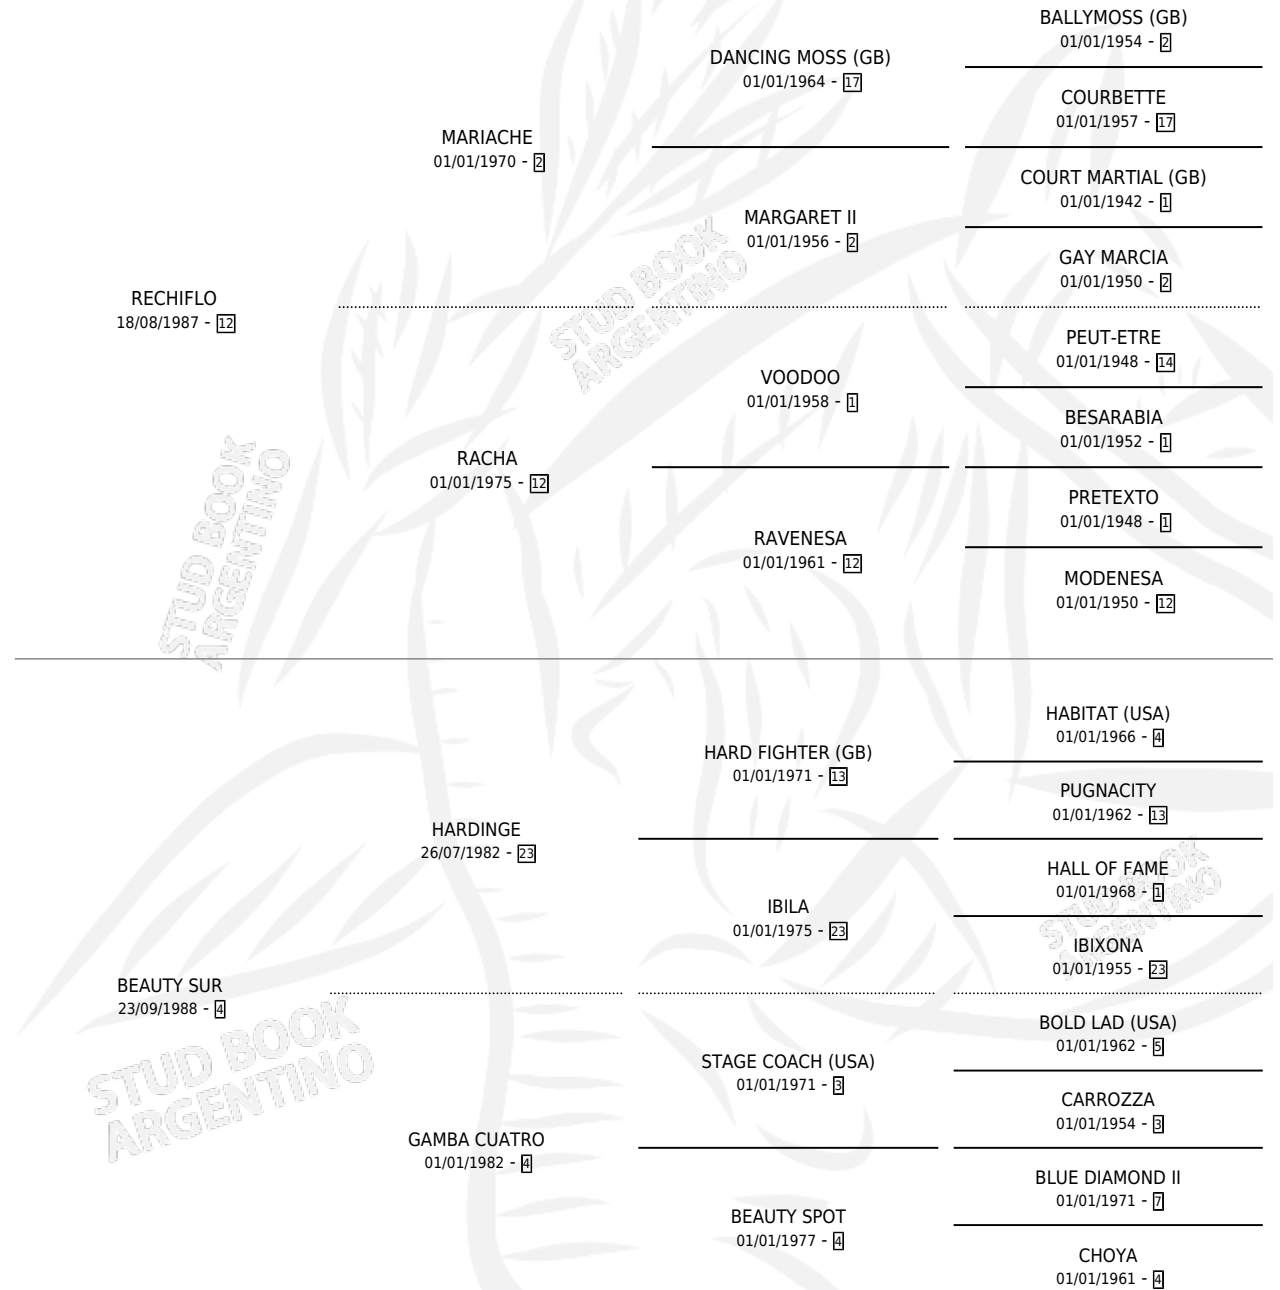 BALLYMOSS (GB)
01/01/1954 - 2
DANCING MOSS (GB)
01/01/1964 - 17
COURBETTE
01/01/1957 - 17
MARIACHE
01/01/1970 - 2
COURT MARTIAL (GB)
01/01/1942 - 1
MARGARET II
01/01/1956 - 2
GAY MARCIA
01/01/1950 - 2
RECHIFLO
18/08/1987 - 12
STUD BOOK
ARGENTINO
PEUT-ETRE
01/01/1948 - 14
VOODOO
01/01/1958 - 1
BESARABIA
01/01/1952 - 1
RACHA
01/01/1975 - 12
PRETEXTO
01/01/1948 - 1
RAVENESA
01/01/1961 - 12
MODENESA
01/01/1950 - 12
STUD BOOK
ARGENTINO
HABITAT (USA)
01/01/1966 - 4
HARD FIGHTER (GB)
01/01/1971 - 13
PUGNACITY
01/01/1962 - 13
HARDINGE
26/07/1982 - 23
HALL OF FAME
01/01/1968 - 1
IBILA
01/01/1975 - 23
IBIXONA
01/01/1955 - 23
STUD BOOK
ARGENTINO
BEAUTY SUR
23/09/1988 - 4
BOLD LAD (USA)
01/01/1962 - 5
STAGE COACH (USA)
01/01/1971 - 3
CARROZZA
01/01/1954 - 3
STUD BOOK
ARGENTINO
GAMBA CUATRO
01/01/1982 - 4
BLUE DIAMOND II
01/01/1971 - 7
BEAUTY SPOT
01/01/1977 - 4
CHOYA
01/01/1961 - 4